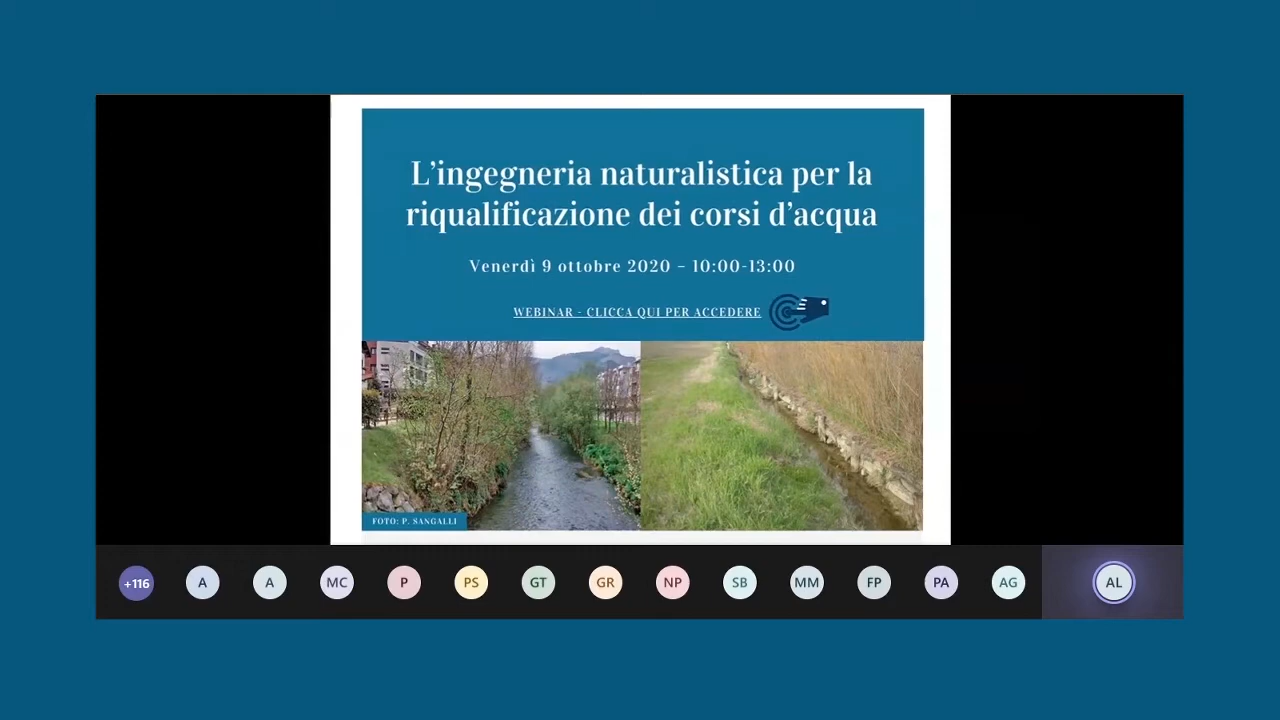 L'ingegneria naturalistica per la
riqualificazione dei corsi d'acqua
Venerdì 9 ottobre 2020 – 10:00-13:00
WEBINAR - CLICCA QUI PER ACCEDERE
FOTO: P. SANGALLI
+116 A A MC P PS GT GR NP SB MM FP PA AG AL